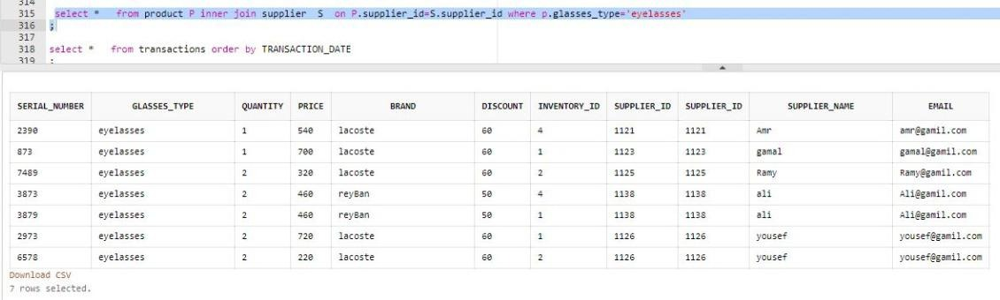 314
315 select * from product P inner join supplier S on P.supplier_id=S.supplier_id where p.glasses_type='eyelasses'
316 ;
317
318 select * from transactions order by TRANSACTION_DATE
319 ;
SERIAL_NUMBER GLASSES_TYPE QUANTITY PRICE BRAND DISCOUNT INVENTORY_ID SUPPLIER_ID SUPPLIER_ID SUPPLIER_NAME EMAIL
2390 eyelasses 1 540 lacoste 60 4 1121 1121 Amr amr@gamil.com
873 eyelasses 1 700 lacoste 60 1 1123 1123 gamal gamal@gamil.com
7489 eyelasses 2 320 lacoste 60 2 1125 1125 Ramy Ramy@gamil.com
3873 eyelasses 2 460 reyBan 50 4 1138 1138 ali Ali@gamil.com
3879 eyelasses 2 460 reyBan 50 1 1138 1138 ali Ali@gamil.com
2973 eyelasses 2 720 lacoste 60 1 1126 1126 yousef yousef@gamil.com
6578 eyelasses 2 220 lacoste 60 2 1126 1126 yousef yousef@gamil.com
Download CSV
7 rows selected.